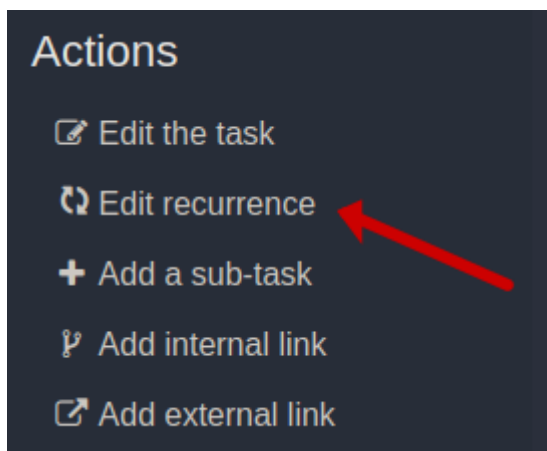 Actions
Edit the task
Edit recurrence
Add a sub-task
Add internal link
Add external link